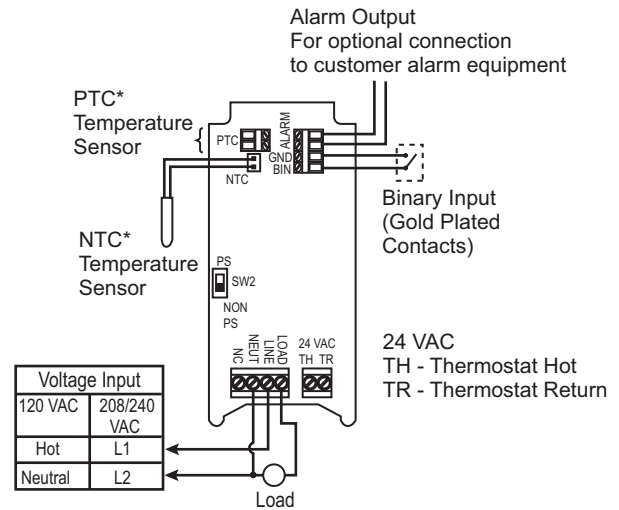 Alarm Output
For optional connection
to customer alarm equipment
PTC*
Temperature
Sensor
PTC
ALARM
GND
BIN
NTC
Binary Input
(Gold Plated
Contacts)
NTC*
Temperature
Sensor
PS
SW2
NON
PS
NC
NEUT
LINE
LOAD
24 VAC
TH TR
24 VAC
TH - Thermostat Hot
TR - Thermostat Return
Voltage Input
120 VAC 208/240
VAC
Hot L1
Neutral L2
Load